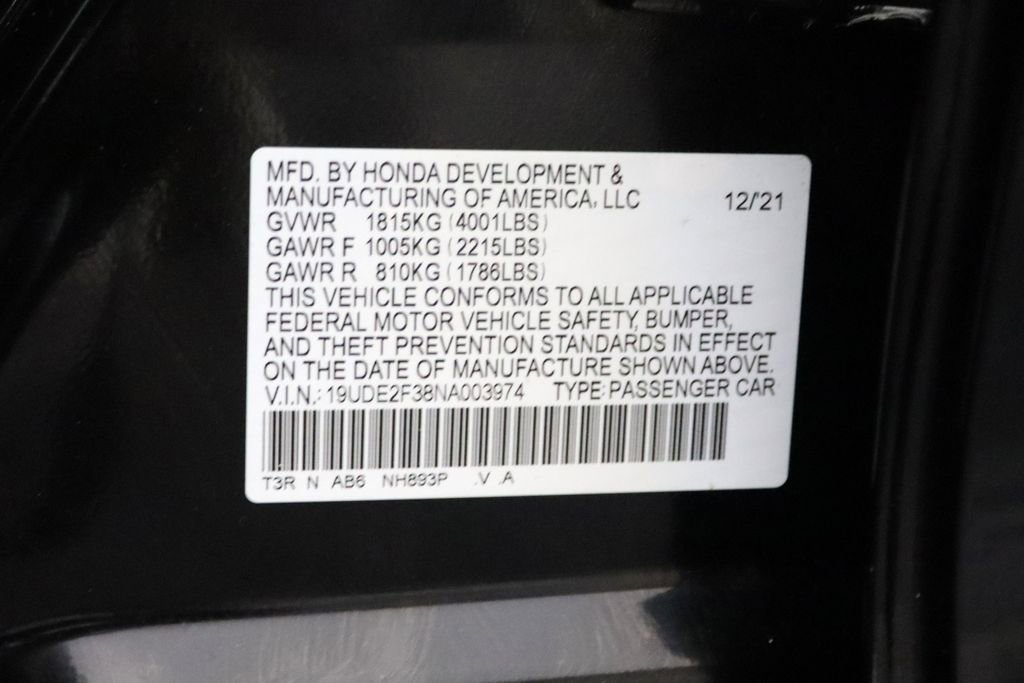 MFD. BY HONDA DEVELOPMENT &
MANUFACTURING OF AMERICA, LLC 12/'21
GVWR 1815KG (4001LBS)
GAWR F 1005KG (2215LBS)
GAWR R 810KG (1786LBS)
THIS VEHICLE CONFORMS TO ALL APPLICABLE
FEDERAL MOTOR VEHICLE SAFETY, BUMPER,
AND THEFT PREVENTION STANDARDS IN EFFECT
ON THE DATE OF MANUFACTURE SHOWN ABOVE.
V.I.N.: 19UDE2F38NA003974 TYPE: PASSENGER CAR
T3R N AB6 NH893P .V .A